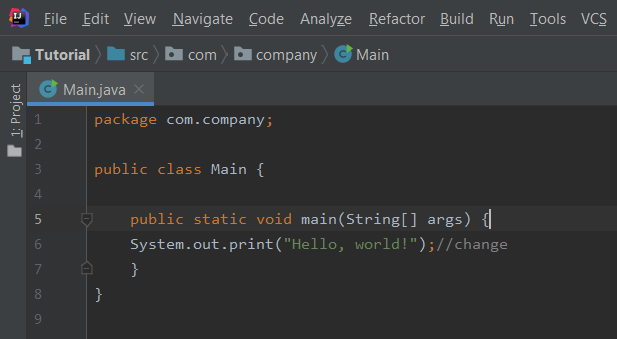 IJ File Edit View Navigate Code Analyze Refactor Build Run Tools VCS
Tutorial src com company Main
1: Project
Main.java
1 package com.company;
2
3 public class Main {
4
5 public static void main(String[] args) {
6 System.out.print("Hello, world!");//change
7 }
8 }
9